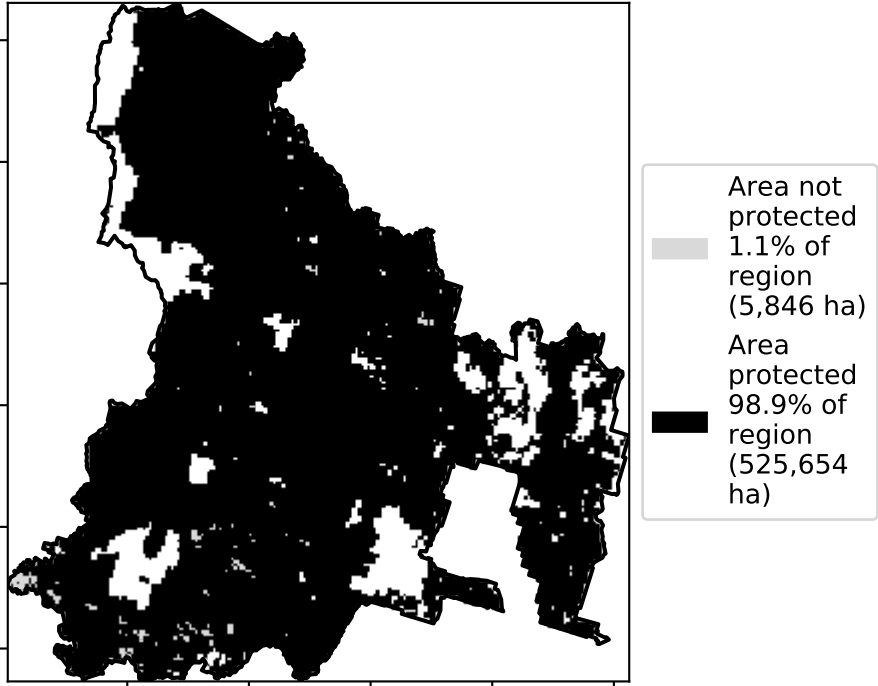 Area not
protected
1.1% of
region
(5,846 ha)
Area
protected
98.9% of
region
(525,654
ha)